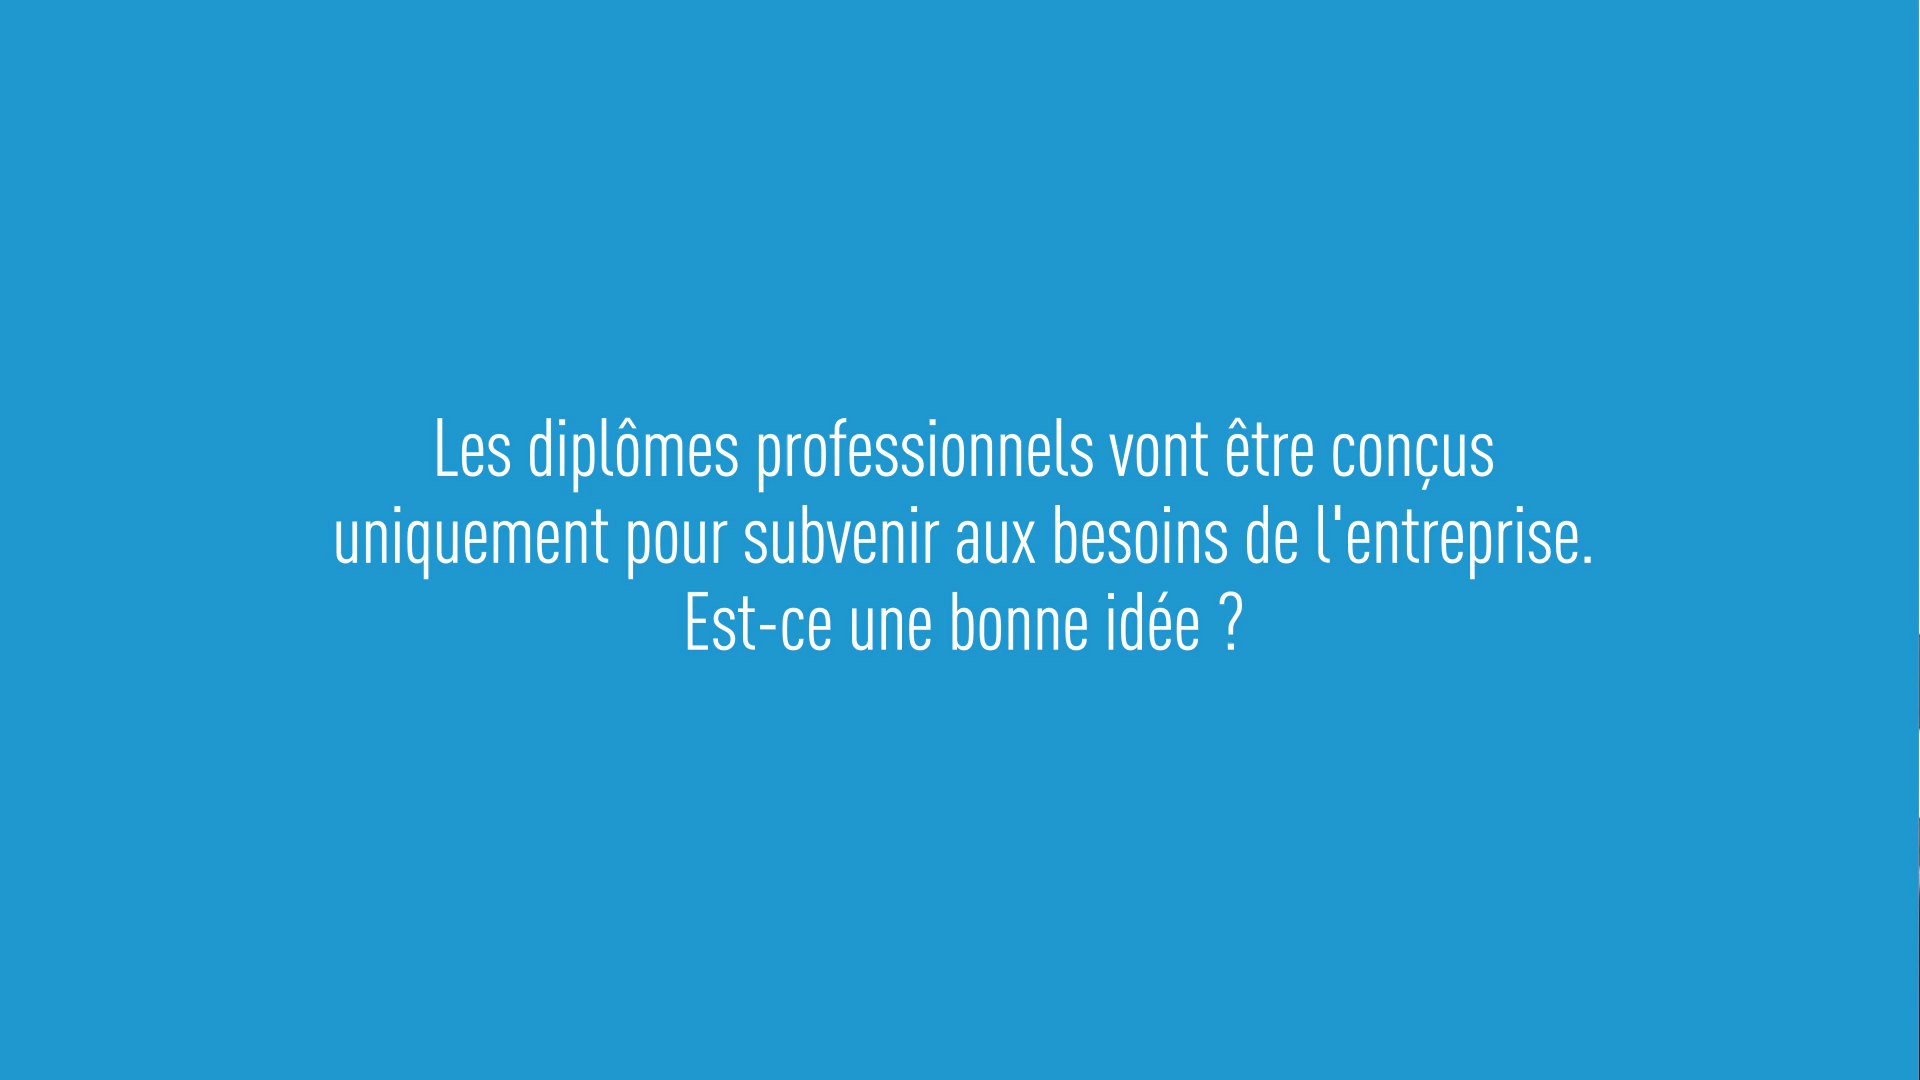 Les diplômes professionnels vont être conçus
uniquement pour subvenir aux besoins de l'entreprise.
Est-ce une bonne idée ?